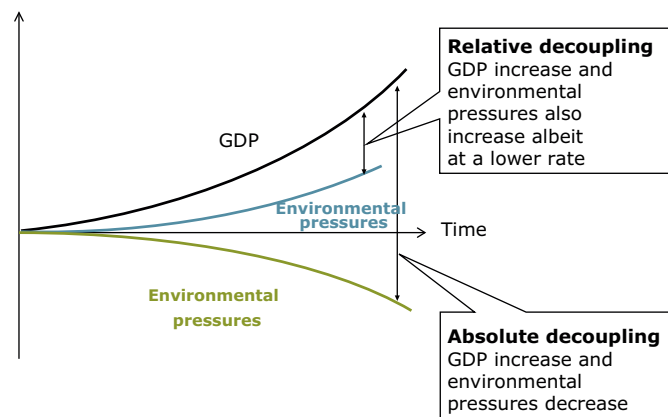 Relative decoupling
GDP increase and
environmental
pressures also
increase albeit
at a lower rate
GDP
Environmental
pressures
Time
Environmental
pressures
Absolute decoupling
GDP increase and
environmental
pressures decrease